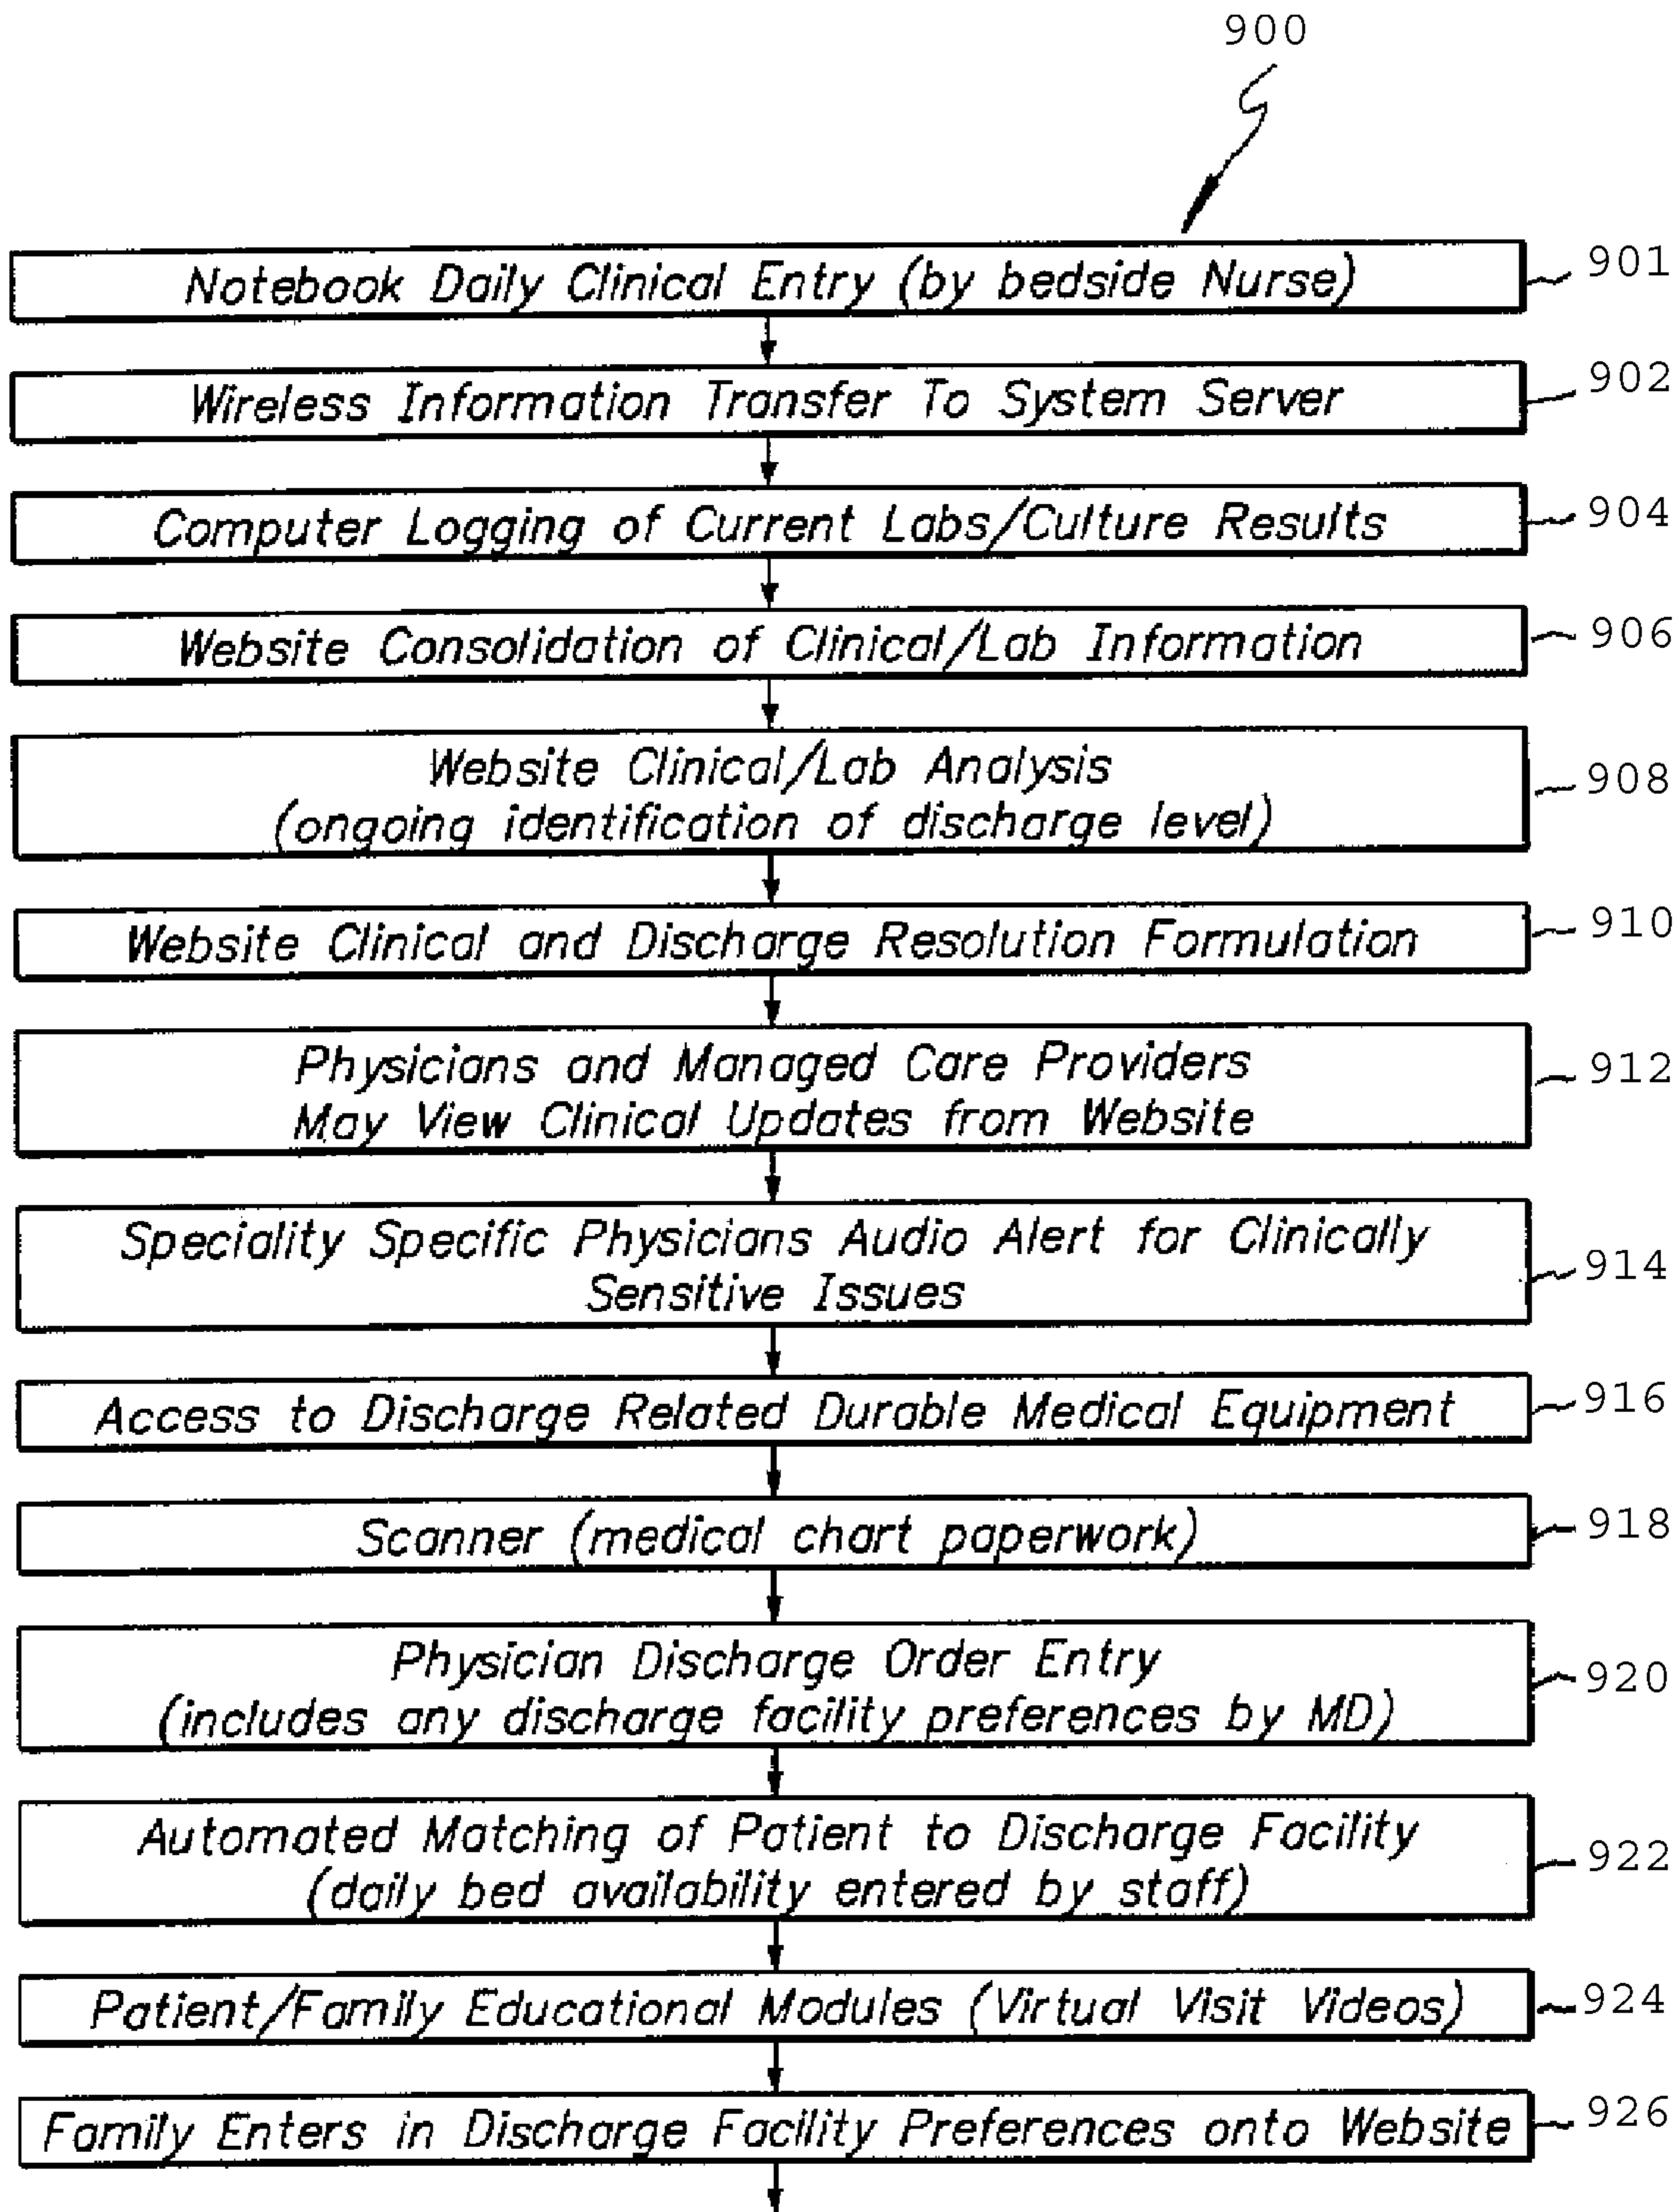 900
Notebook Daily Clinical Entry (by bedside Nurse)
901
Wireless Information Transfer To System Server
902
Computer Logging of Current Labs/Culture Results
904
Website Consolidation of Clinical/Lab Information
906
Website Clinical/Lab Analysis
(ongoing identification of discharge level)
908
Website Clinical and Discharge Resolution Formulation
910
Physicians and Managed Care Providers
May View Clinical Updates from Website
912
Speciality Specific Physicians Audio Alert for Clinically
Sensitive Issues
914
Access to Discharge Related Durable Medical Equipment
916
Scanner (medical chart paperwork)
918
Physician Discharge Order Entry
(includes any discharge facility preferences by MD)
920
Automated Matching of Patient to Discharge Facility
(daily bed availability entered by staff)
922
Patient/Family Educational Modules (Virtual Visit Videos)
924
Family Enters in Discharge Facility Preferences onto Website
926